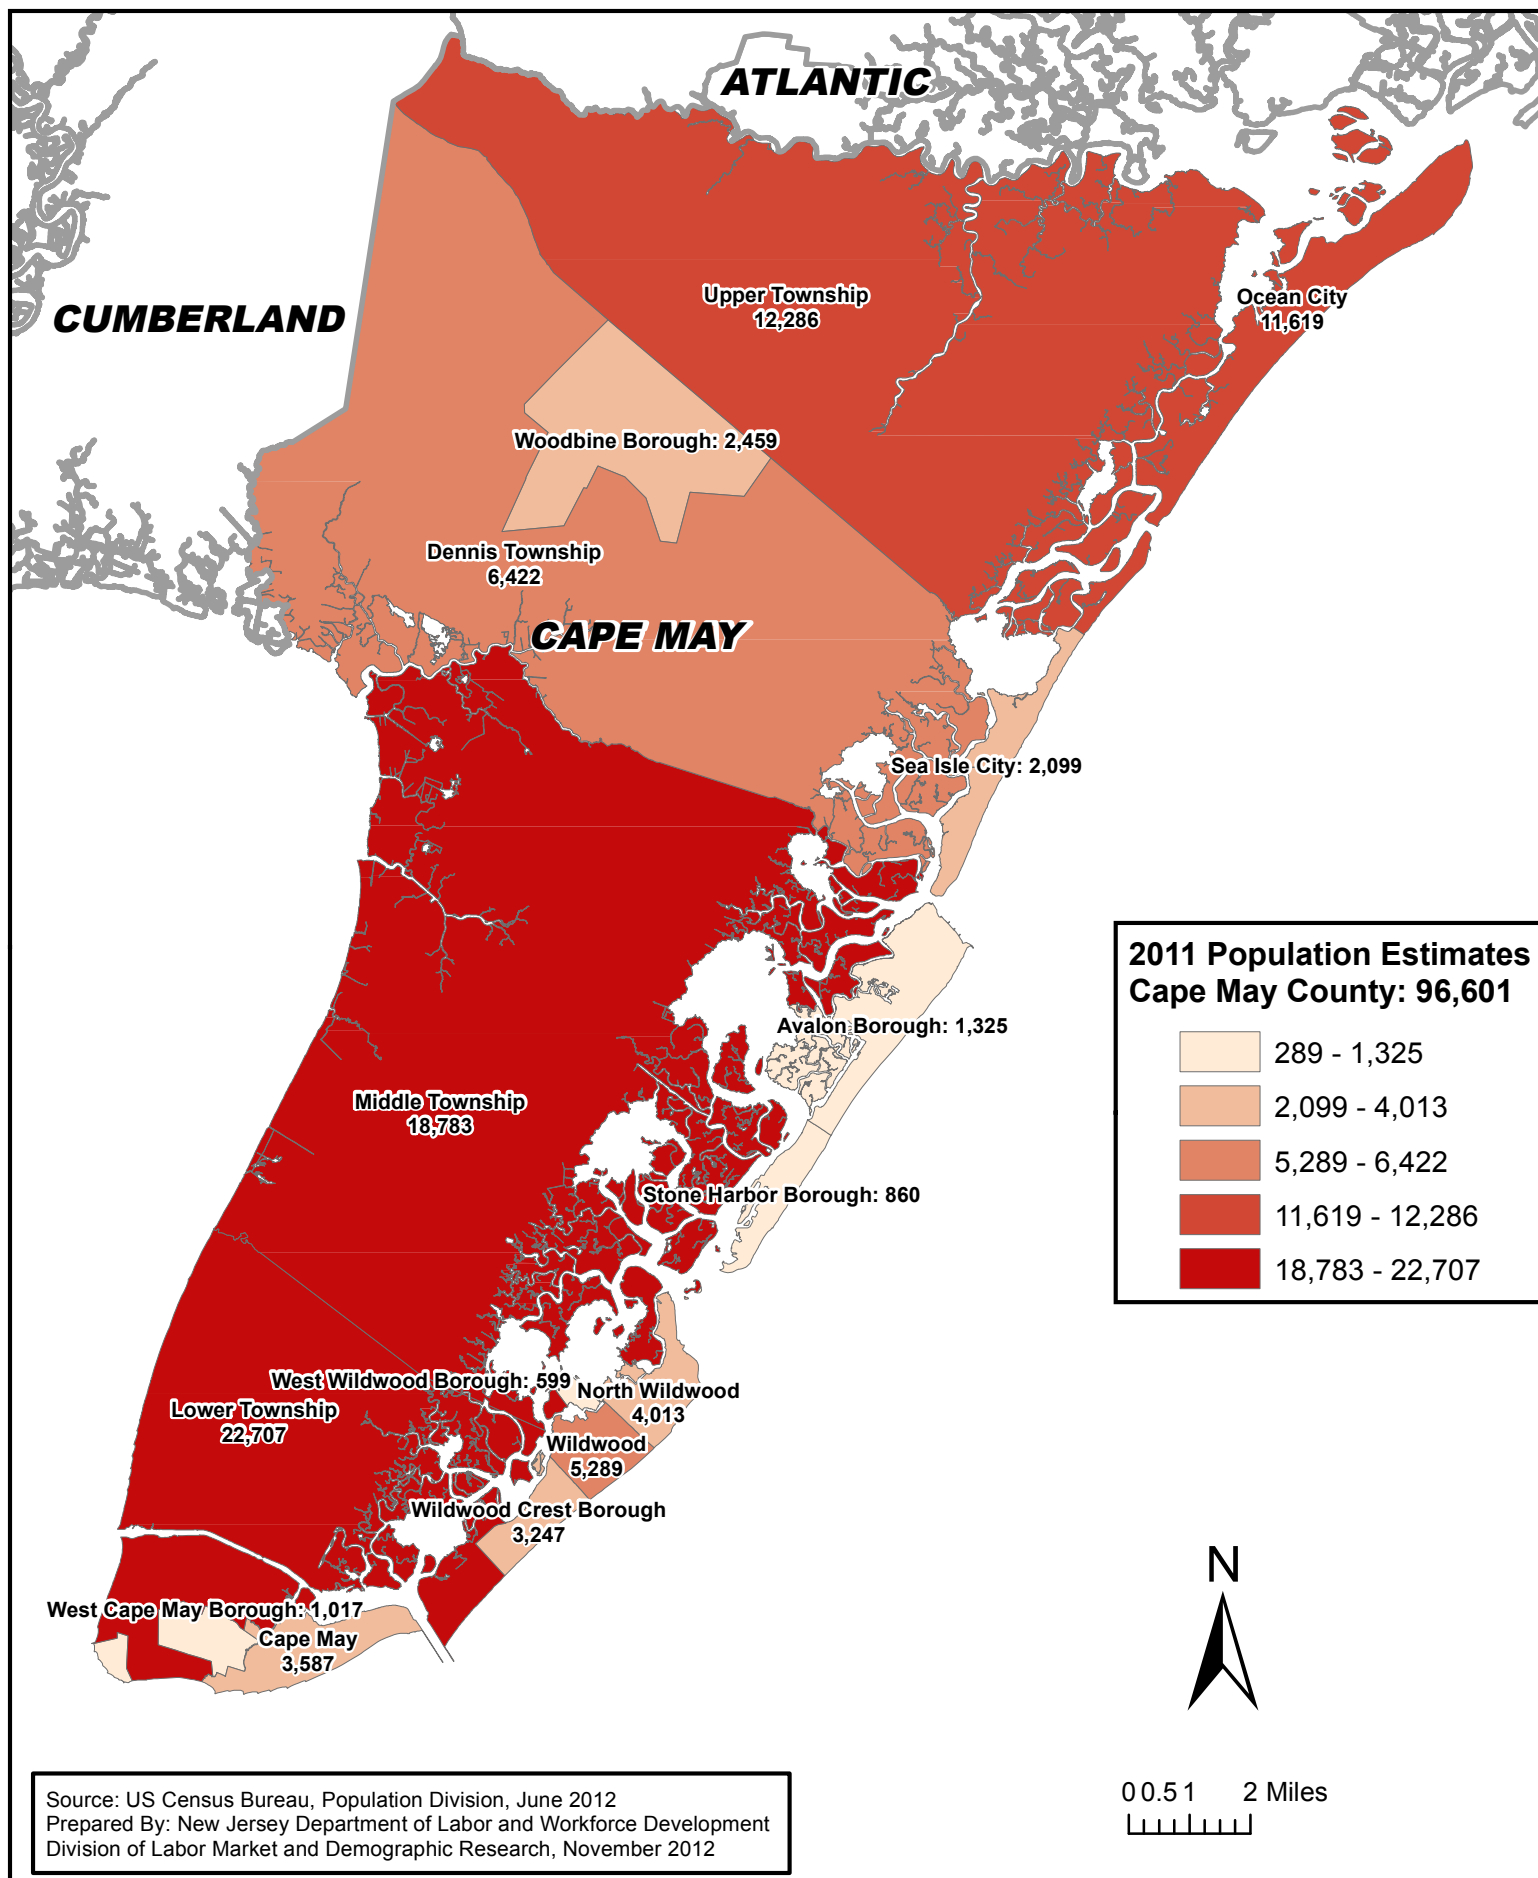 ATLANTIC
CUMBERLAND
Upper Township
12,286
Ocean City
11,619
Woodbine Borough: 2,459
Dennis Township
6,422
CAPE MAY
Sea Isle City: 2,099
2011 Population Estimates
Cape May County: 96,601
289 - 1,325
2,099 - 4,013
5,289 - 6,422
11,619 - 12,286
18,783 - 22,707
Avalon Borough: 1,325
Middle Township
18,783
Stone Harbor Borough: 860
West Wildwood Borough: 599
North Wildwood
4,013
Lower Township
22,707
Wildwood
5,289
Wildwood Crest Borough
3,247
West Cape May Borough: 1,017
Cape May
3,587
N
0 0.5 1 2 Miles
Source: US Census Bureau, Population Division, June 2012
Prepared By: New Jersey Department of Labor and Workforce Development
Division of Labor Market and Demographic Research, November 2012